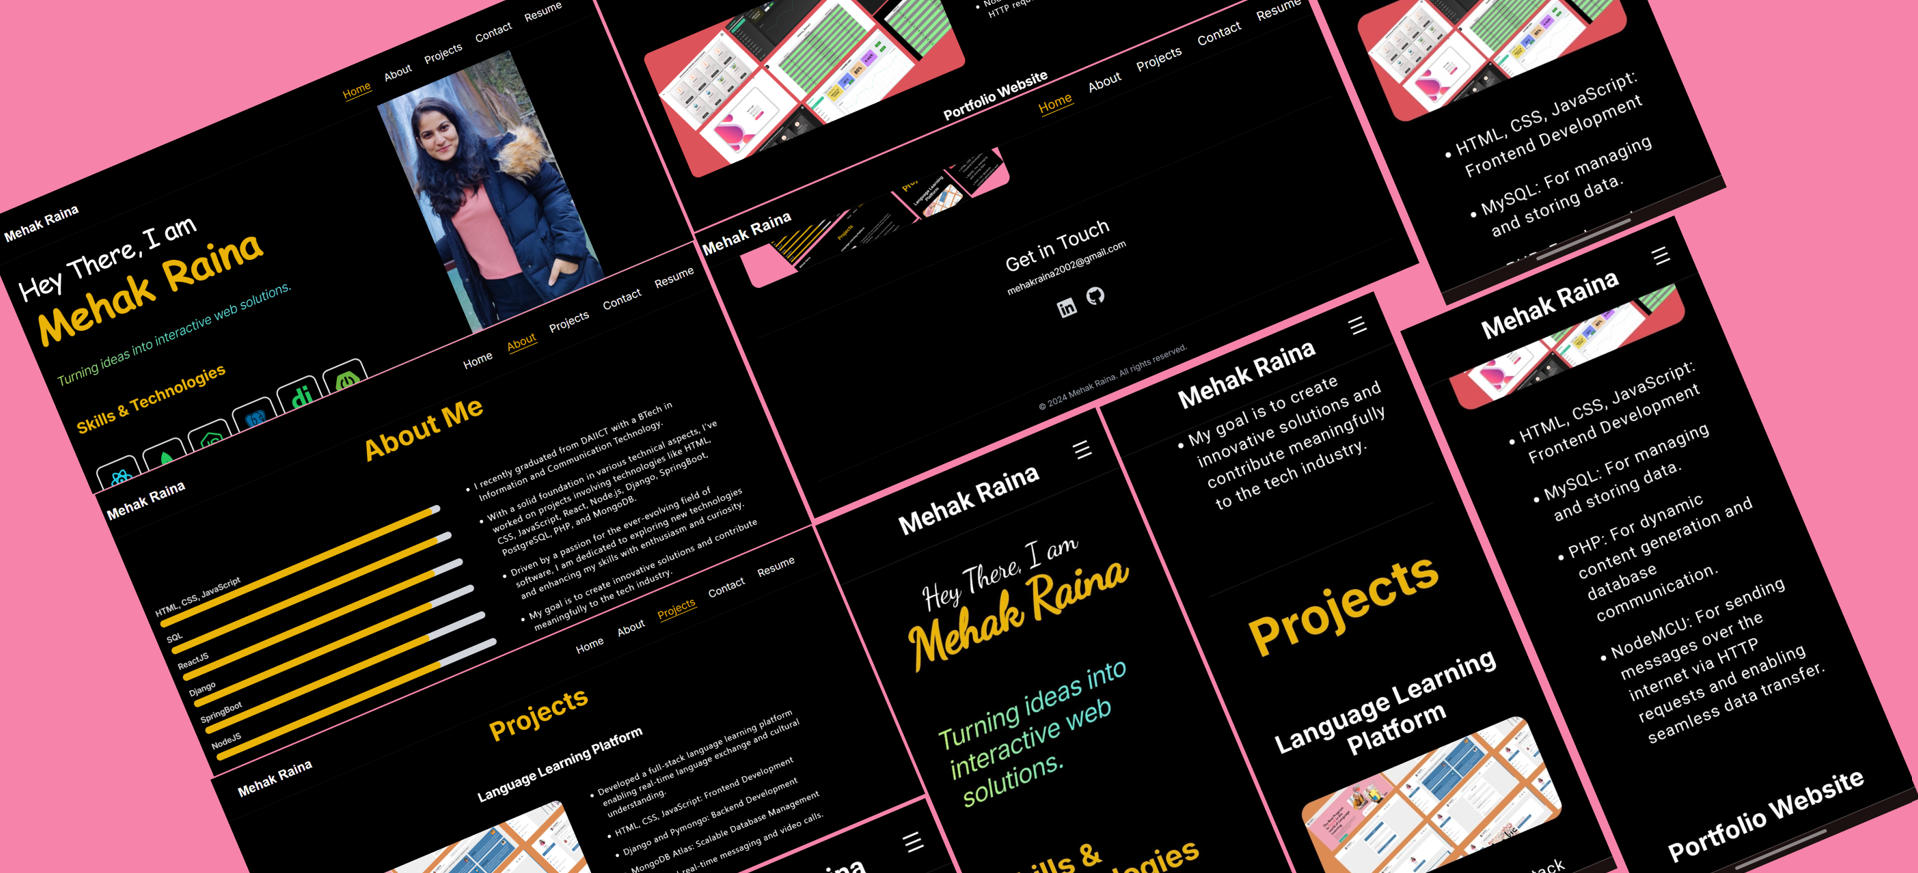 Home
About
Projects
Contact
Resume
Mehak Raina
Hey There, I am
Mehak Raina
Turning ideas into interactive web solutions.
Skills & Technologies
Home
About
Projects
Contact
Resume
Mehak Raina
About Me
HTML, CSS, JavaScript
SQL
ReactJS
Django
SpringBoot
NodeJS
• I recently graduated from DAIICT with a BTech in
Information and Communication Technology.
• With a solid foundation in various technical aspects, I've
worked on projects involving technologies like HTML,
CSS, JavaScript, React, Node.js, Django, SpringBoot,
PostgreSQL, PHP, and MongoDB.
• Driven by a passion for the ever-evolving field of
software, I am dedicated to exploring new technologies
and enhancing my skills with enthusiasm and curiosity.
• My goal is to create innovative solutions and contribute
meaningfully to the tech industry.
Home
About
Projects
Contact
Resume
Mehak Raina
Projects
Language Learning Platform
• Developed a full-stack language learning platform
enabling real-time language exchange and cultural
understanding.
• HTML, CSS, JavaScript: Frontend Development
• Django and Pymongo: Backend Development
• MongoDB Atlas: Scalable Database Management
real-time messaging and video calls.
HTTP
Portfolio Website
Home
About
Projects
Contact
Resume
Mehak Raina
Projects
Language Learning
Platform
Get in Touch
mehakraina2002@gmail.com
© 2024 Mehak Raina. All rights reserved.
Mehak Raina
Hey There, I am
Mehak Raina
Turning ideas into
interactive web
solutions.
&
Mehak Raina
• My goal is to create
innovative solutions and
contribute meaningfully
to the tech industry.
Projects
Language Learning
Platform
• HTML, CSS, JavaScript:
Frontend Development
• MySQL: For managing
and storing data.
Mehak Raina
• HTML, CSS, JavaScript:
Frontend Development
• MySQL: For managing
and storing data.
• PHP: For dynamic
content generation and
database
communication.
• NodeMCU: For sending
messages over the
internet via HTTP
requests and enabling
seamless data transfer.
Portfolio Website